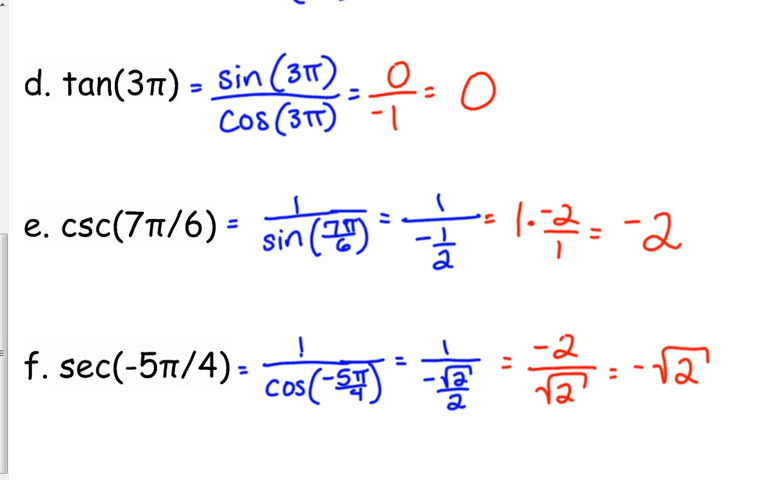 d. tan(3π) = sin(3π)/cos(3π) = 0/-1 = 0
e. csc(7π/6) = 1/sin(7π/6) = 1/(-1/2) = 1·-2/1 = -2
f. sec(-5π/4) = 1/cos(-5π/4) = 1/(-√2/2) = -2/√2 = -√2